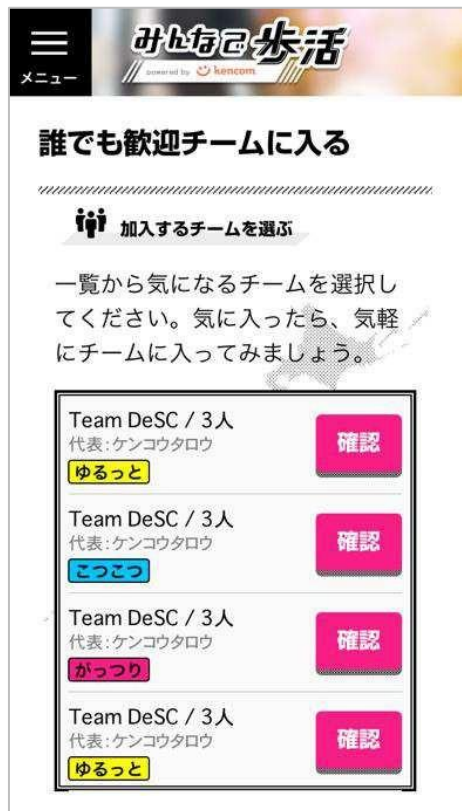 メニュー
みんなで歩活
powered by kencom
誰でも歓迎チームに入る
加入するチームを選ぶ
一覧から気になるチームを選択し
てください。気に入ったら、気軽
にチームに入ってみましょう。
Team DeSC / 3人
代表:ケンコウタロウ
ゆるっと
確認
Team DeSC / 3人
代表:ケンコウタロウ
こつこつ
確認
Team DeSC / 3人
代表:ケンコウタロウ
がっつり
確認
Team DeSC / 3人
代表:ケンコウタロウ
ゆるっと
確認